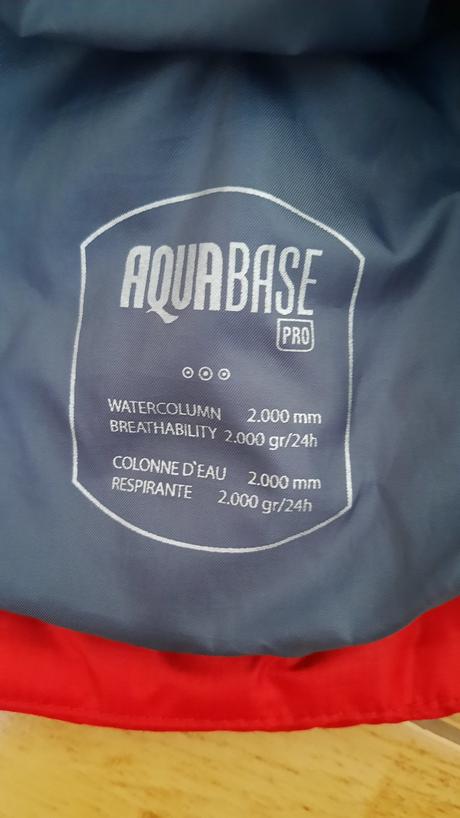 AQUABASE
PRO
WATERCOLUMN 2.000 mm
BREATHABILITY 2.000 gr/24h
COLONNE D`EAU 2.000 mm
RESPIRANTE 2.000 gr/24h